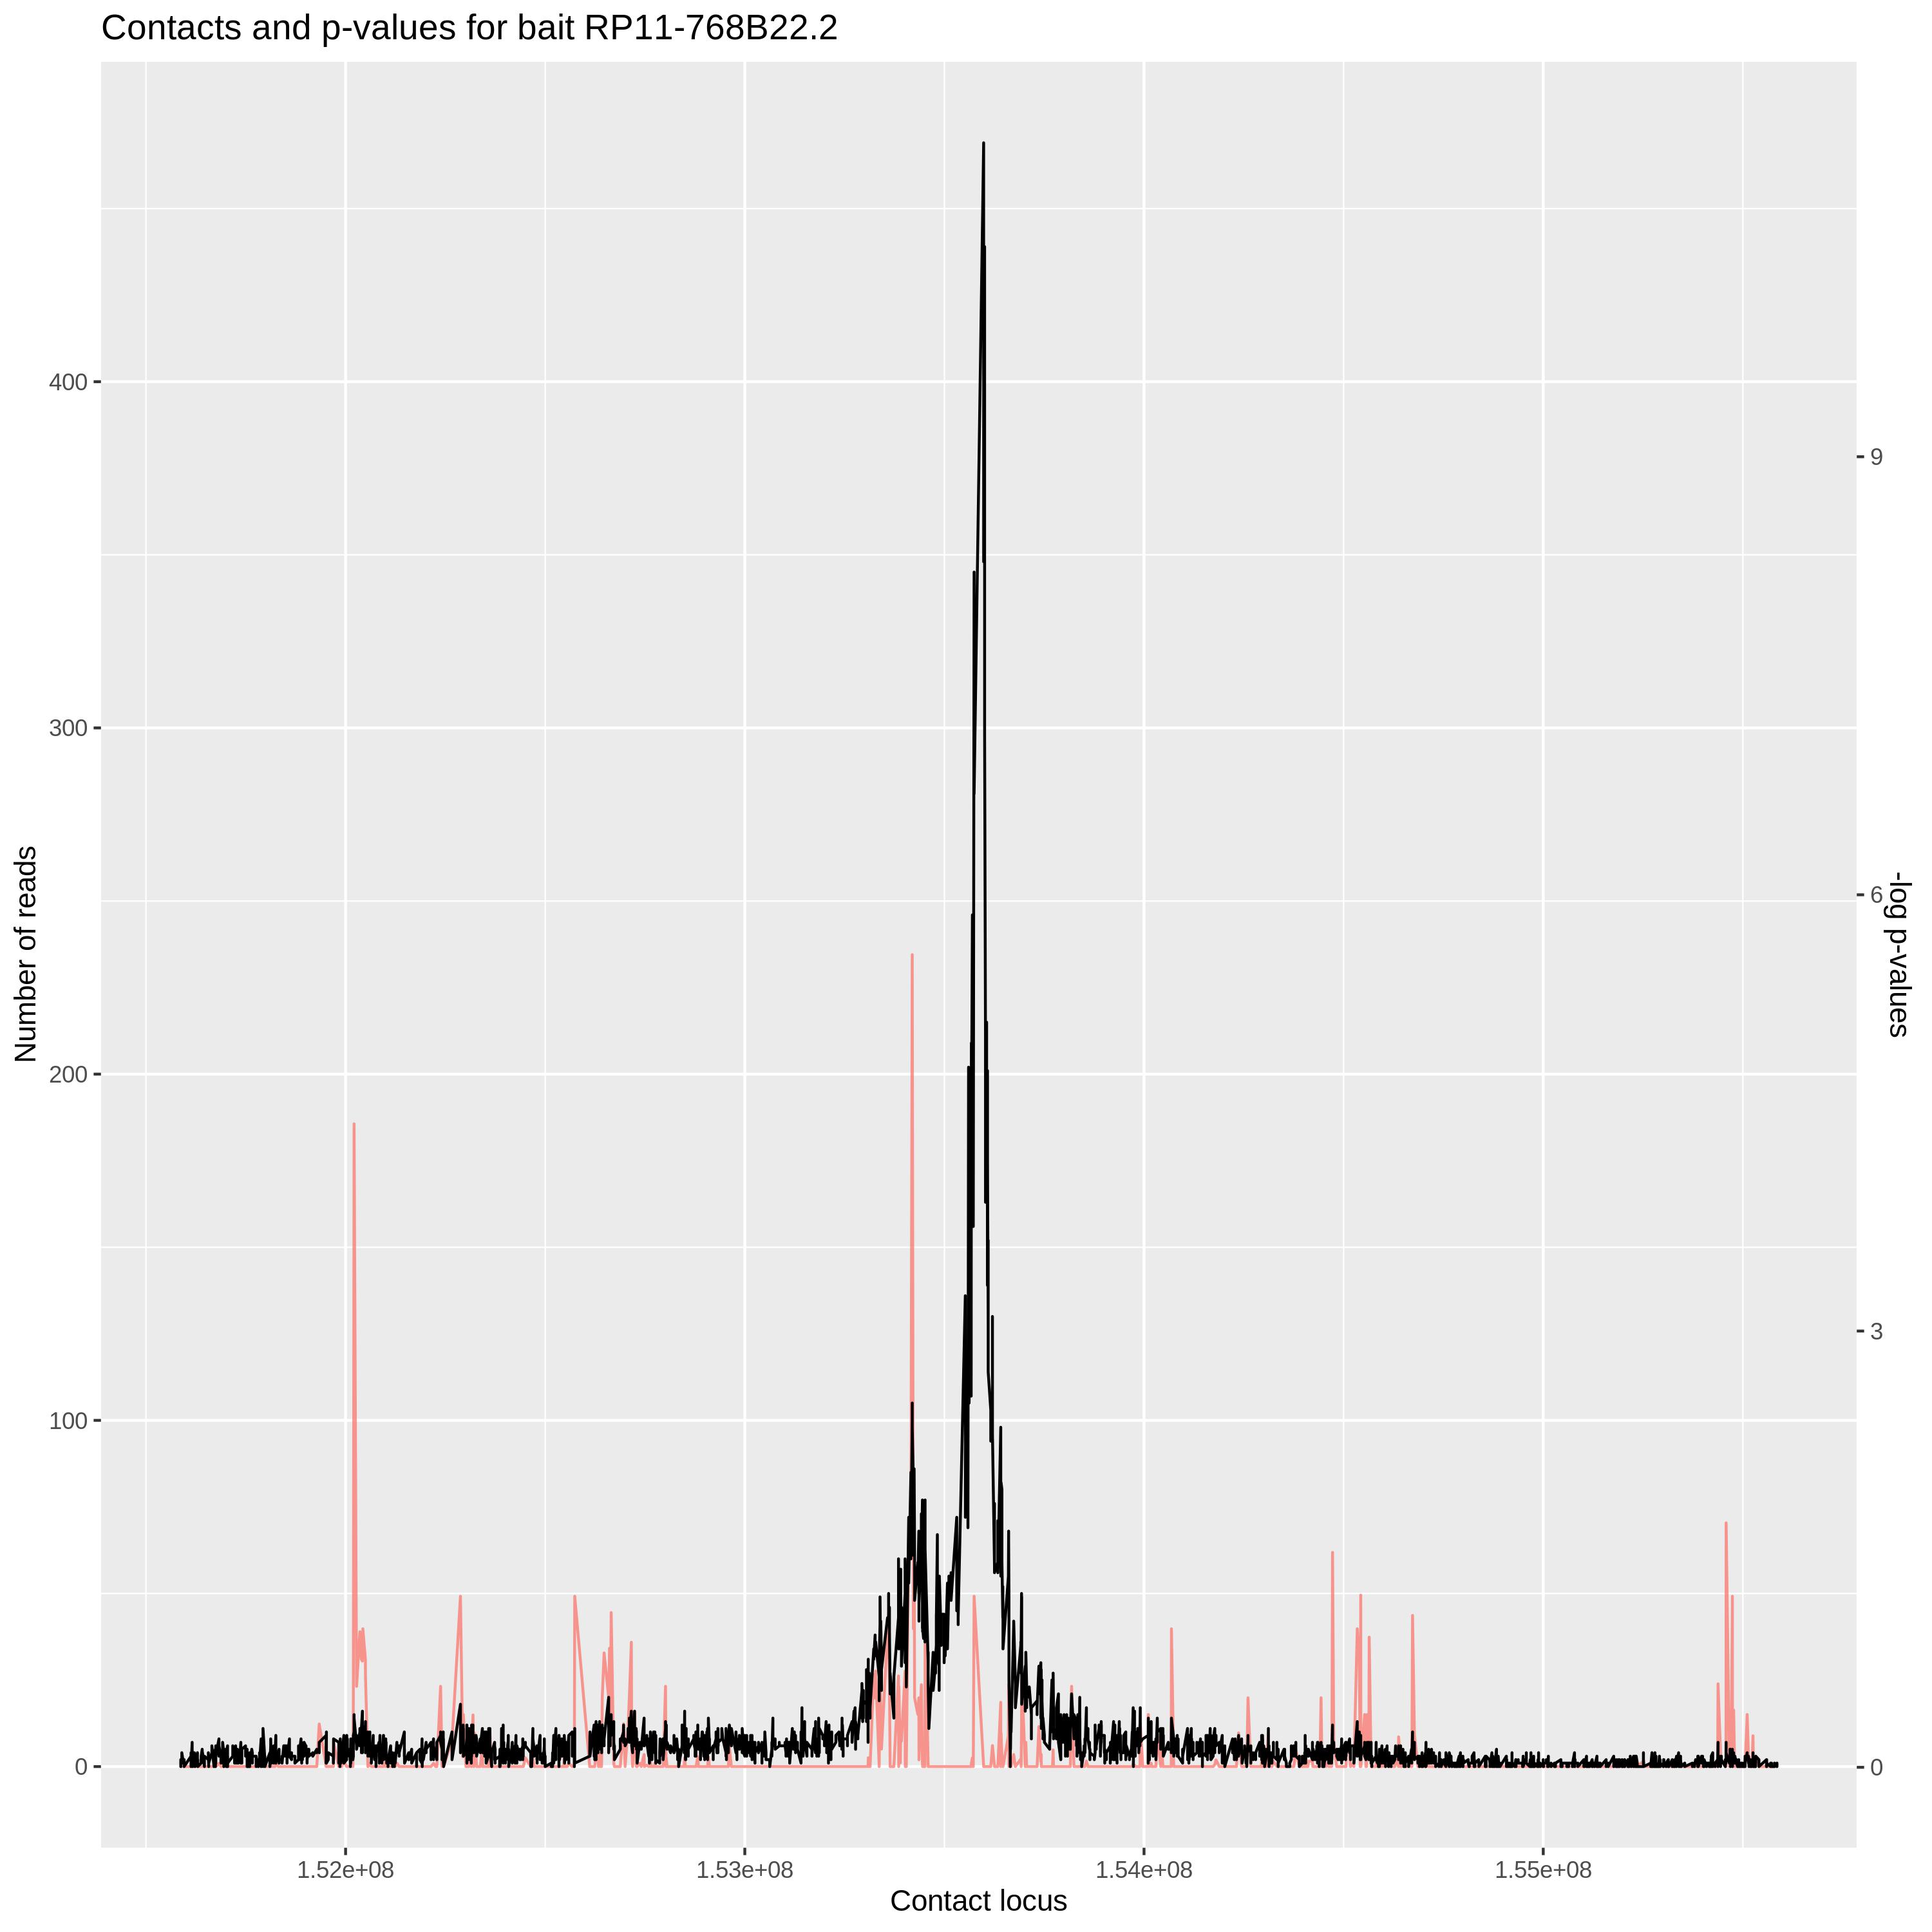 Contacts and p-values for bait RP11-768B22.2
Number of reads
400
300
200
100
0
9
6
3
0
-log p-values
1.52e+08
1.53e+08
1.54e+08
1.55e+08
Contact locus